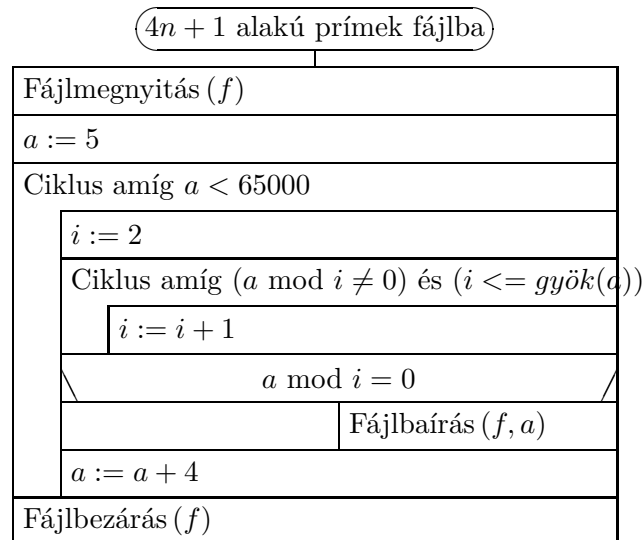 4n + 1 alakú prímek fájlba
Fájlmegnyitás (f)
a := 5
Ciklus amíg a < 65000
i := 2
Ciklus amíg (a mod i ≠ 0) és (i <= gyök(a))
i := i + 1
a mod i = 0
Fájlbaírás (f, a)
a := a + 4
Fájlbezárás (f)